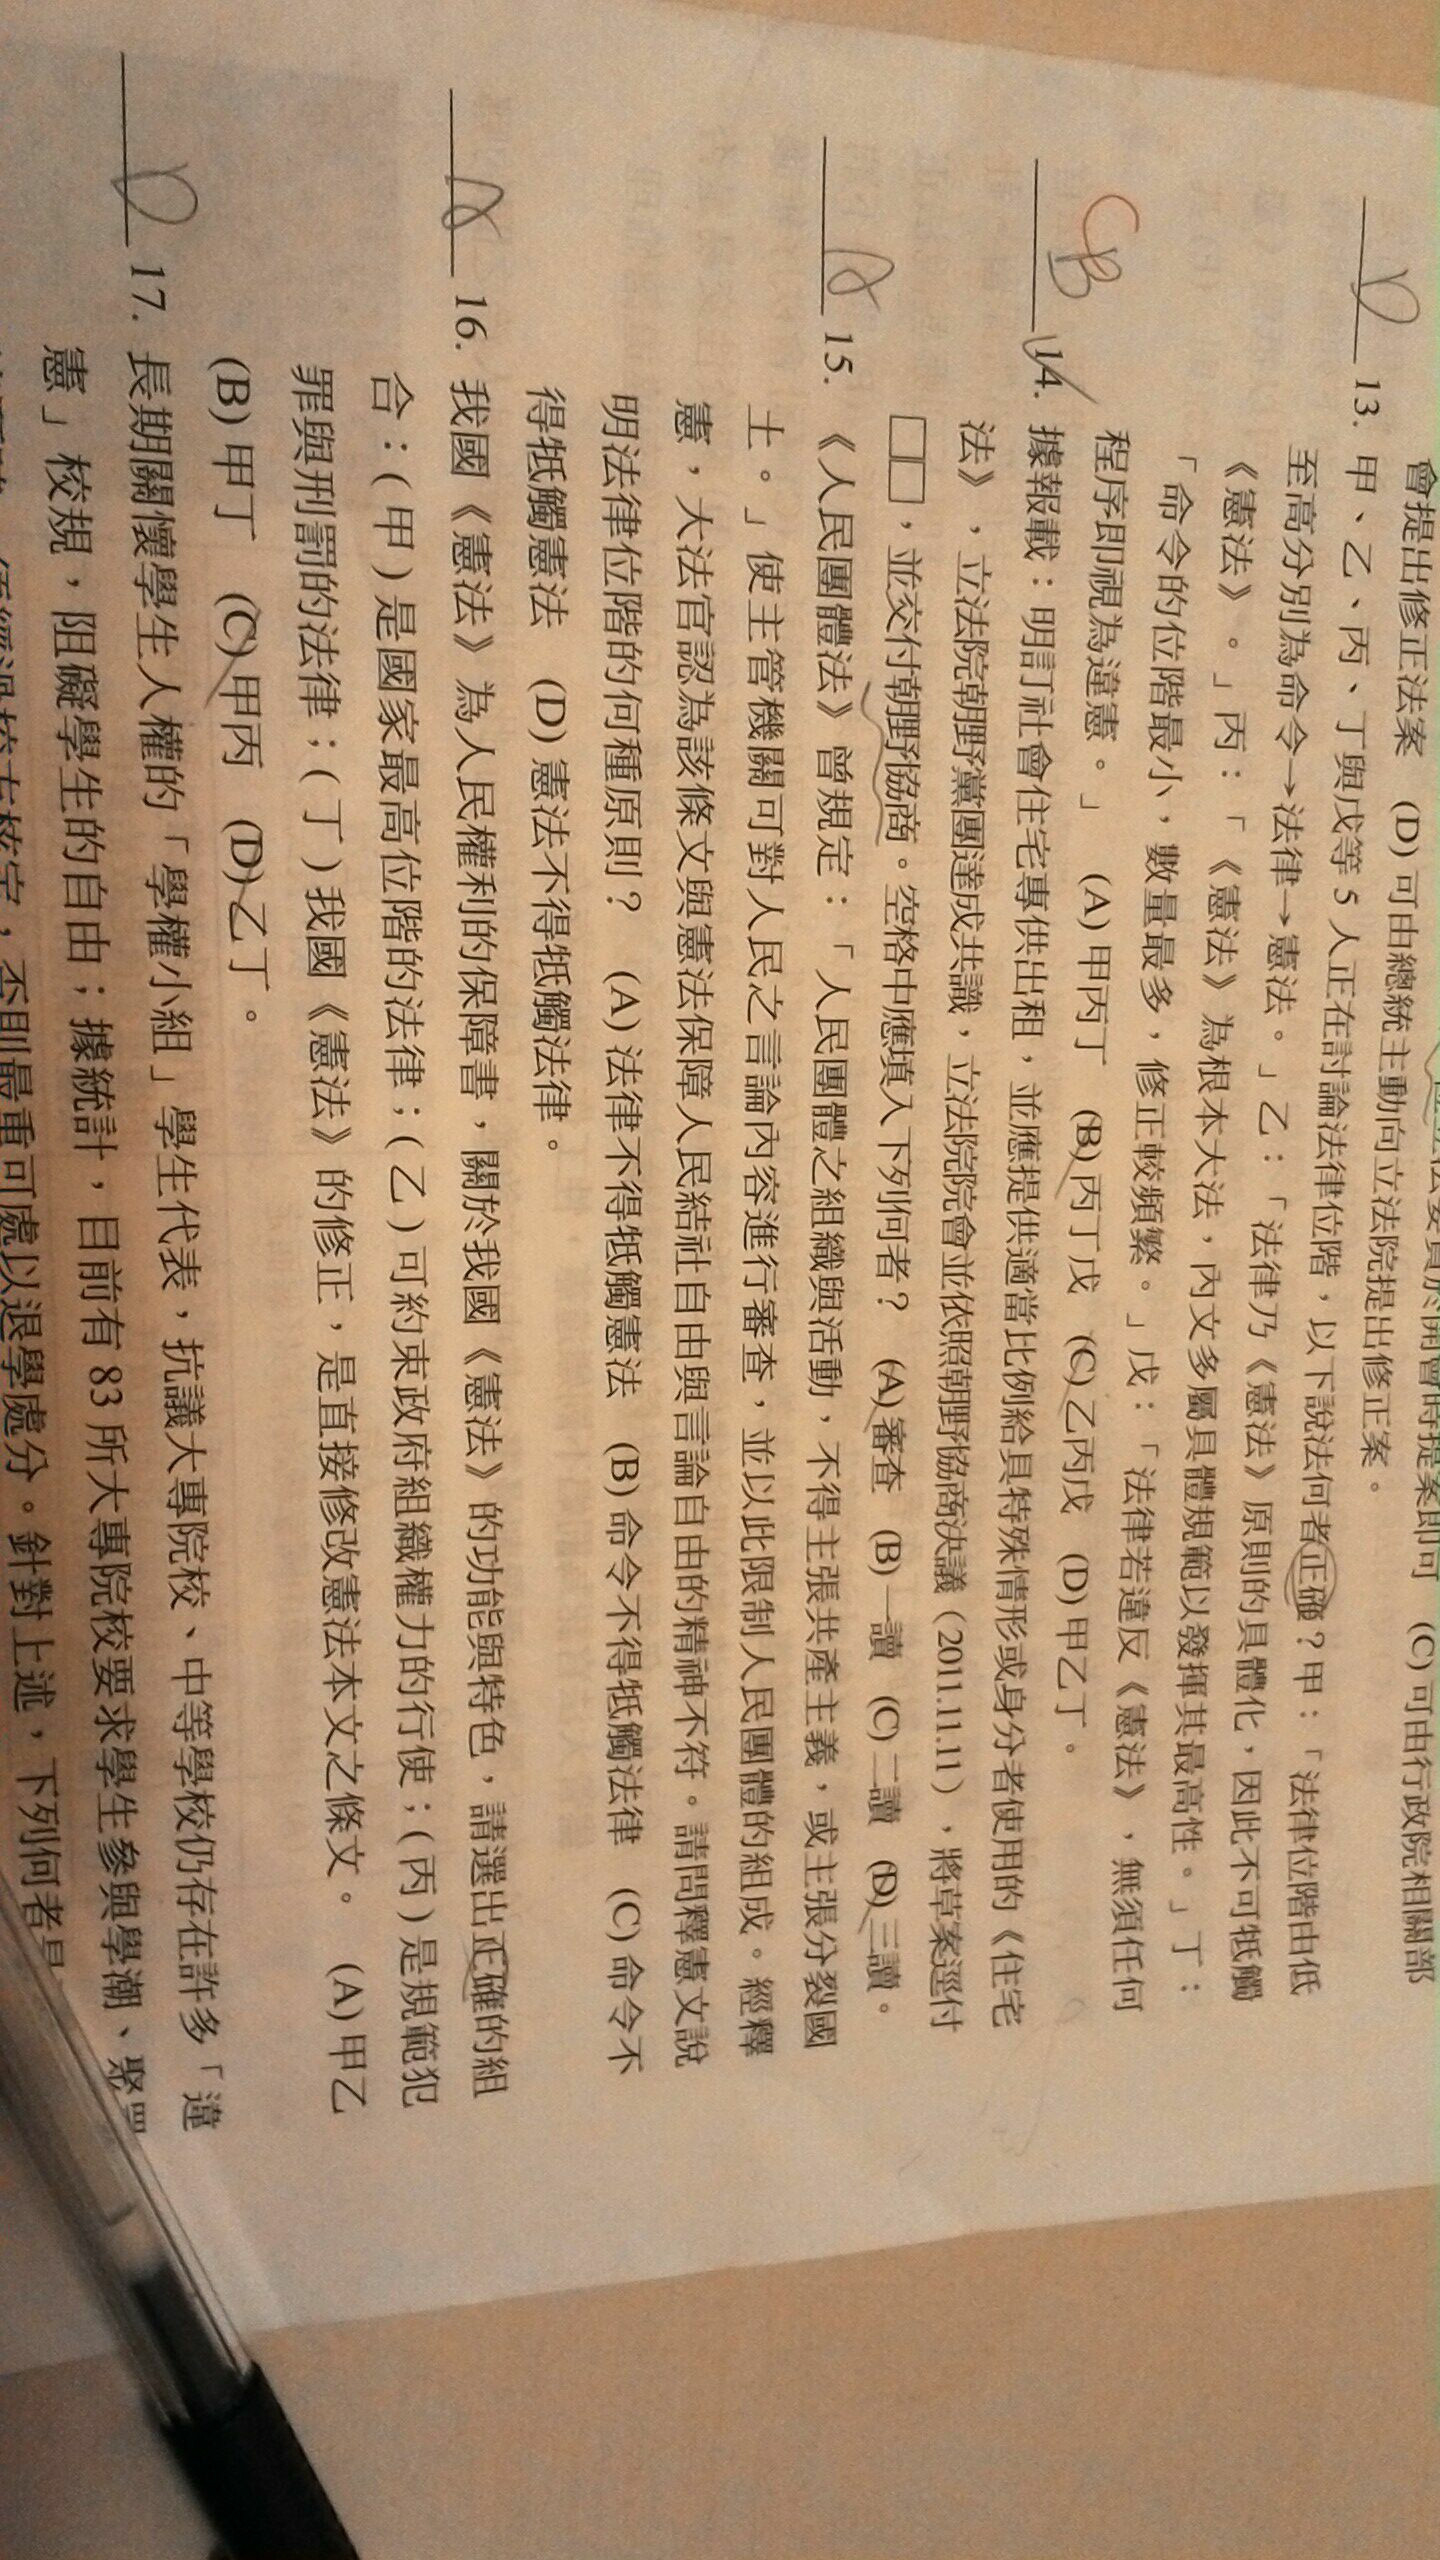 會提出修正法案　(D) 可由總統主動向立法院提出修正案。
D 13. 甲、乙、丙、丁與戊等 5 人正在討論法律位階，以下說法何者正確？甲：「法律位階由低
至高分別為命令→法律→憲法。」乙：「法律乃《憲法》原則的具體化，因此不可牴觸
《憲法》。」丙：「《憲法》為根本大法，內文多屬具體規範以發揮其最高性。」丁：
「命令的位階最小，數量最多，修正較頻繁。」戊：「法律若違反《憲法》，無須任何
程序即視為違憲。」　(A) 甲丙丁　(B) 丙丁戊　(C) 乙丙戊　(D) 甲乙丁。
C B 14. 據報載：明訂社會住宅專供出租，並應提供適當比例給具特殊情形或身分者使用的《住宅
法》，立法院朝野黨團達成共識，立法院院會並依照朝野協商決議（2011.11.11），將草案逕付
□□，並交付朝野協商。空格中應填入下列何者？　(A) 審查　(B) 一讀　(C) 二讀　(D) 三讀。
A 15. 《人民團體法》曾規定：「人民團體之組織與活動，不得主張共產主義，或主張分裂國
土。」使主管機關可對人民之言論內容進行審查，並以此限制人民團體的組成。經釋
憲，大法官認為該條文與憲法保障人民結社自由與言論自由的精神不符。請問釋憲文說
明法律位階的何種原則？　(A) 法律不得牴觸憲法　(B) 命令不得牴觸法律　(C) 命令不
得牴觸憲法　(D) 憲法不得牴觸法律。
A 16. 我國《憲法》為人民權利的保障書，關於我國《憲法》的功能與特色，請選出正確的組
合：(甲) 是國家最高位階的法律；(乙) 可約束政府組織權力的行使；(丙) 是規範犯
罪與刑罰的法律；(丁) 我國《憲法》的修正，是直接修改憲法本文之條文。　(A) 甲乙
(B) 甲丁　(C) 甲丙　(D) 乙丁。
D 17. 長期關懷學生人權的「學權小組」學生代表，抗議大專院校、中等學校仍存在許多「違
憲」校規，阻礙學生的自由；據統計，目前有 83 所大專院校要求學生參與學潮、聚眾
否則最重可處以退學處分。針對上述，下列何者是